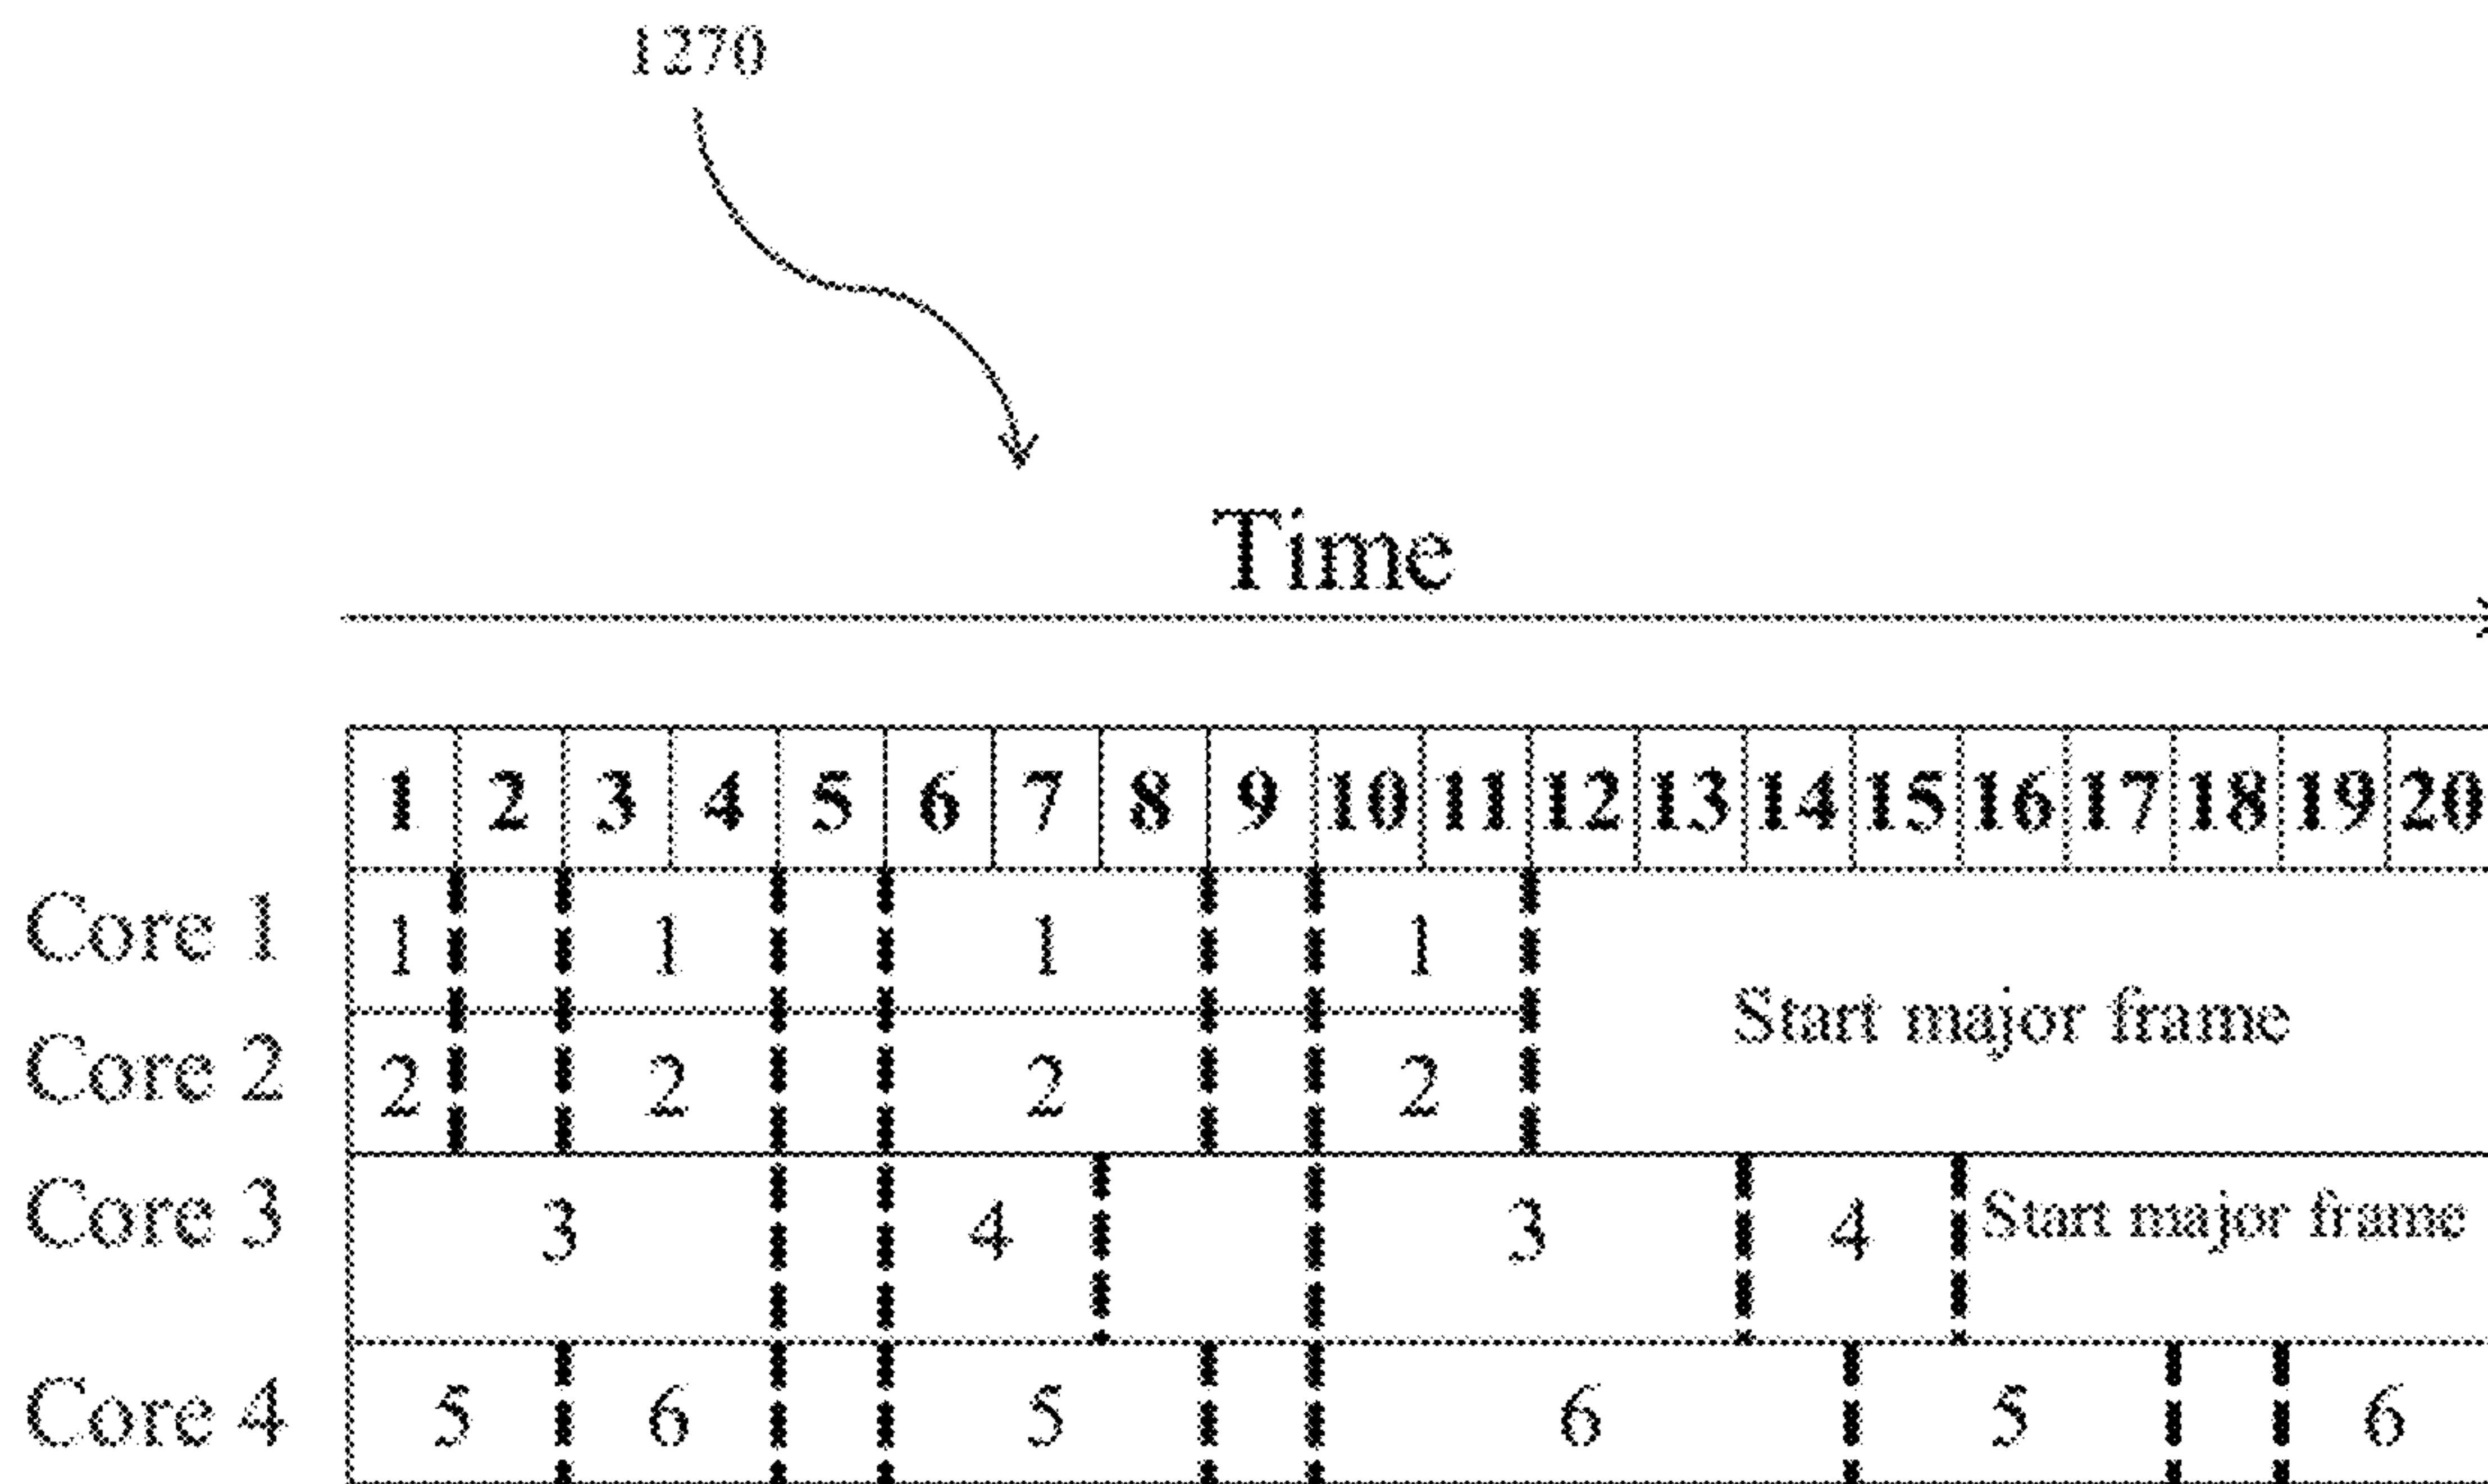 1270
Time
1 2 3 4 5 6 7 8 9 10 11 12 13 14 15 16 17 18 19 20
Core 1 1 1 1 1
Start major frame
Core 2 2 2 2 2
Core 3 3 4 3 4 Start major frame
Core 4 5 6 5 6 5 6